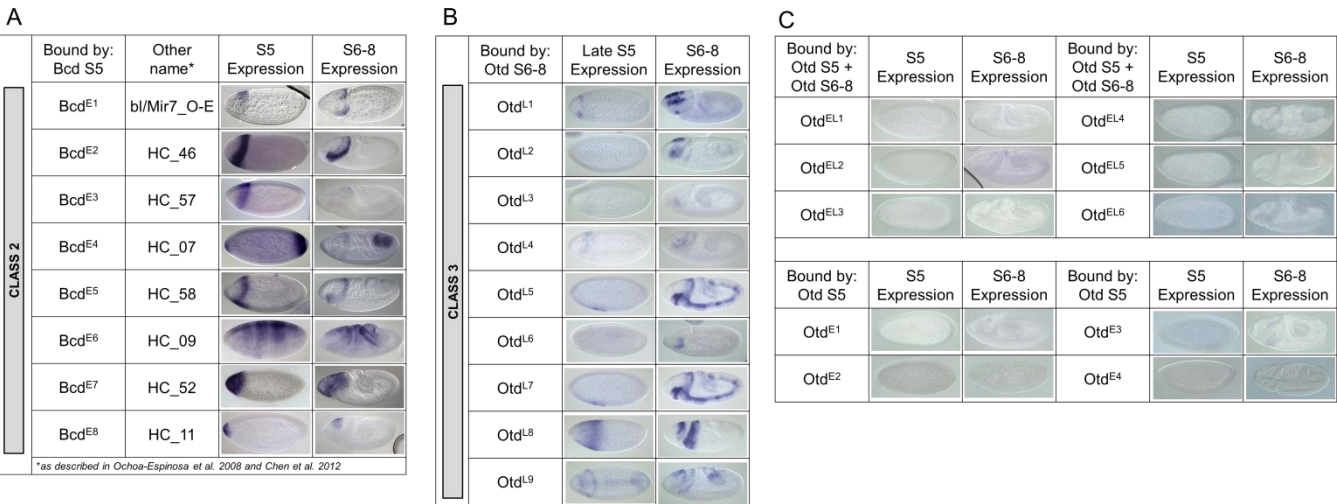 A
Bound by: Bcd S5 | Other name* | S5 Expression | S6-8 Expression
CLASS 2
Bcd^E1 | bl/Mir7_O-E
Bcd^E2 | HC_46
Bcd^E3 | HC_57
Bcd^E4 | HC_07
Bcd^E5 | HC_58
Bcd^E6 | HC_09
Bcd^E7 | HC_52
Bcd^E8 | HC_11
*as described in Ochoa-Espinosa et al. 2008 and Chen et al. 2012
B
Bound by: Otd S6-8 | Late S5 Expression | S6-8 Expression
CLASS 3
Otd^L1
Otd^L2
Otd^L3
Otd^L4
Otd^L5
Otd^L6
Otd^L7
Otd^L8
Otd^L9
C
Bound by: Otd S5 + Otd S6-8 | S5 Expression | S6-8 Expression | Bound by: Otd S5 + Otd S6-8 | S5 Expression | S6-8 Expression
Otd^EL1 | Otd^EL4
Otd^EL2 | Otd^EL5
Otd^EL3 | Otd^EL6
Bound by: Otd S5 | S5 Expression | S6-8 Expression | Bound by: Otd S5 | S5 Expression | S6-8 Expression
Otd^E1 | Otd^E3
Otd^E2 | Otd^E4